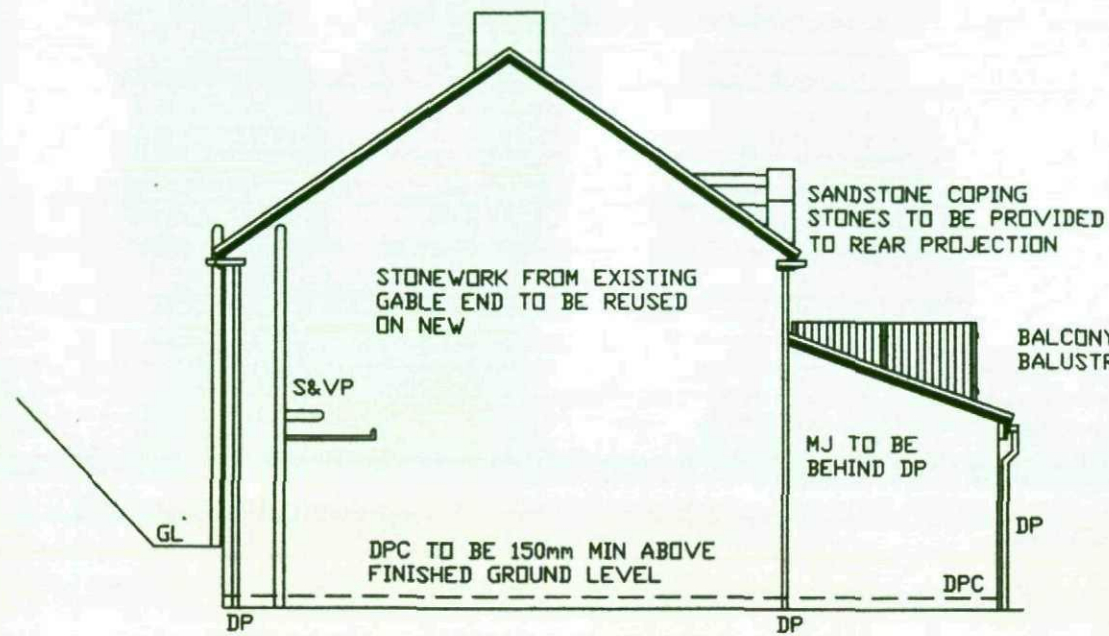 SANDSTONE COPING
STONES TO BE PROVIDED
TO REAR PROJECTION
STONEWORK FROM EXISTING
GABLE END TO BE REUSED
ON NEW
BALCONY
BALUSTR
S&VP
MJ TO BE
BEHIND DP
GL
DP
DPC TO BE 150mm MIN ABOVE
FINISHED GROUND LEVEL
DPC
DP
DP